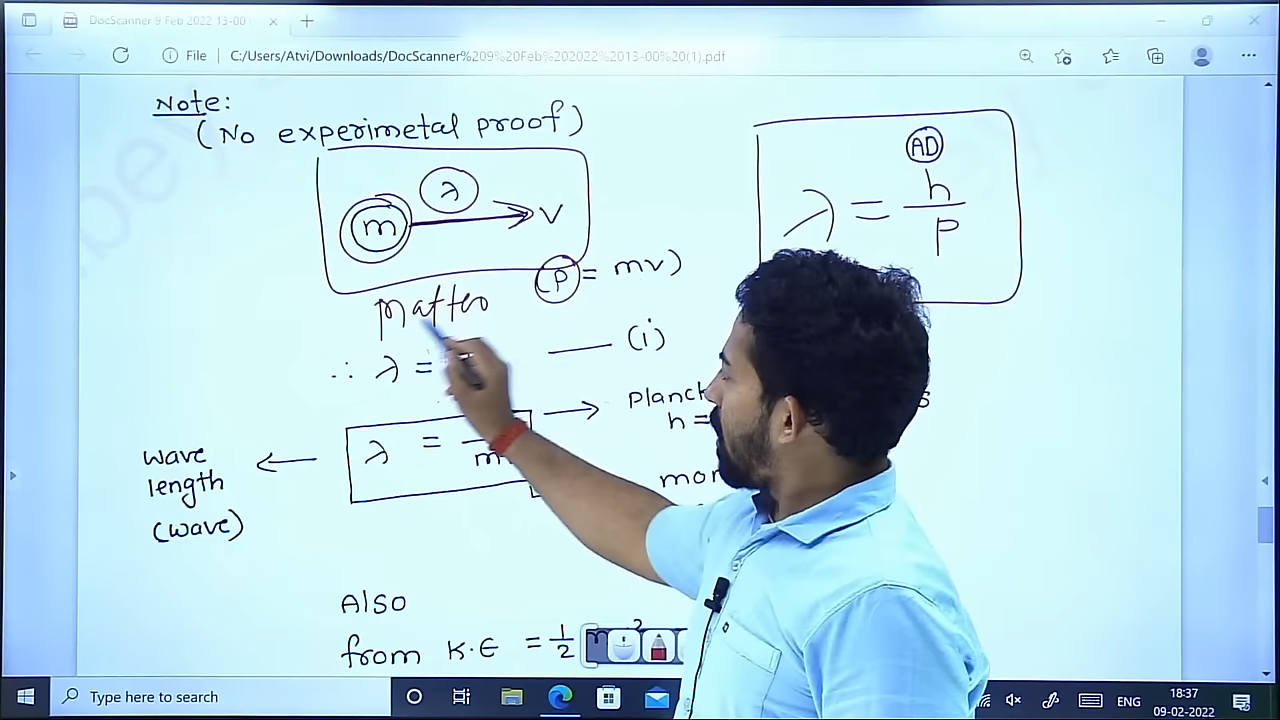 DocScanner 9 Feb 2022 13-00
File C:/Users/Atvi/Downloads/DocScanner%209%20Feb%202022%2013-00%20(1).pdf
Note:
(No experimetal proof)
m λ v
AD
λ = h/p
(p = mv)
matter
∴ λ = —— (i)
planck
h =
λ = m
wave
length
(wave)
Also
from K.E = 1/2 m 2
Type here to search
ENG
18:37
09-02-2022